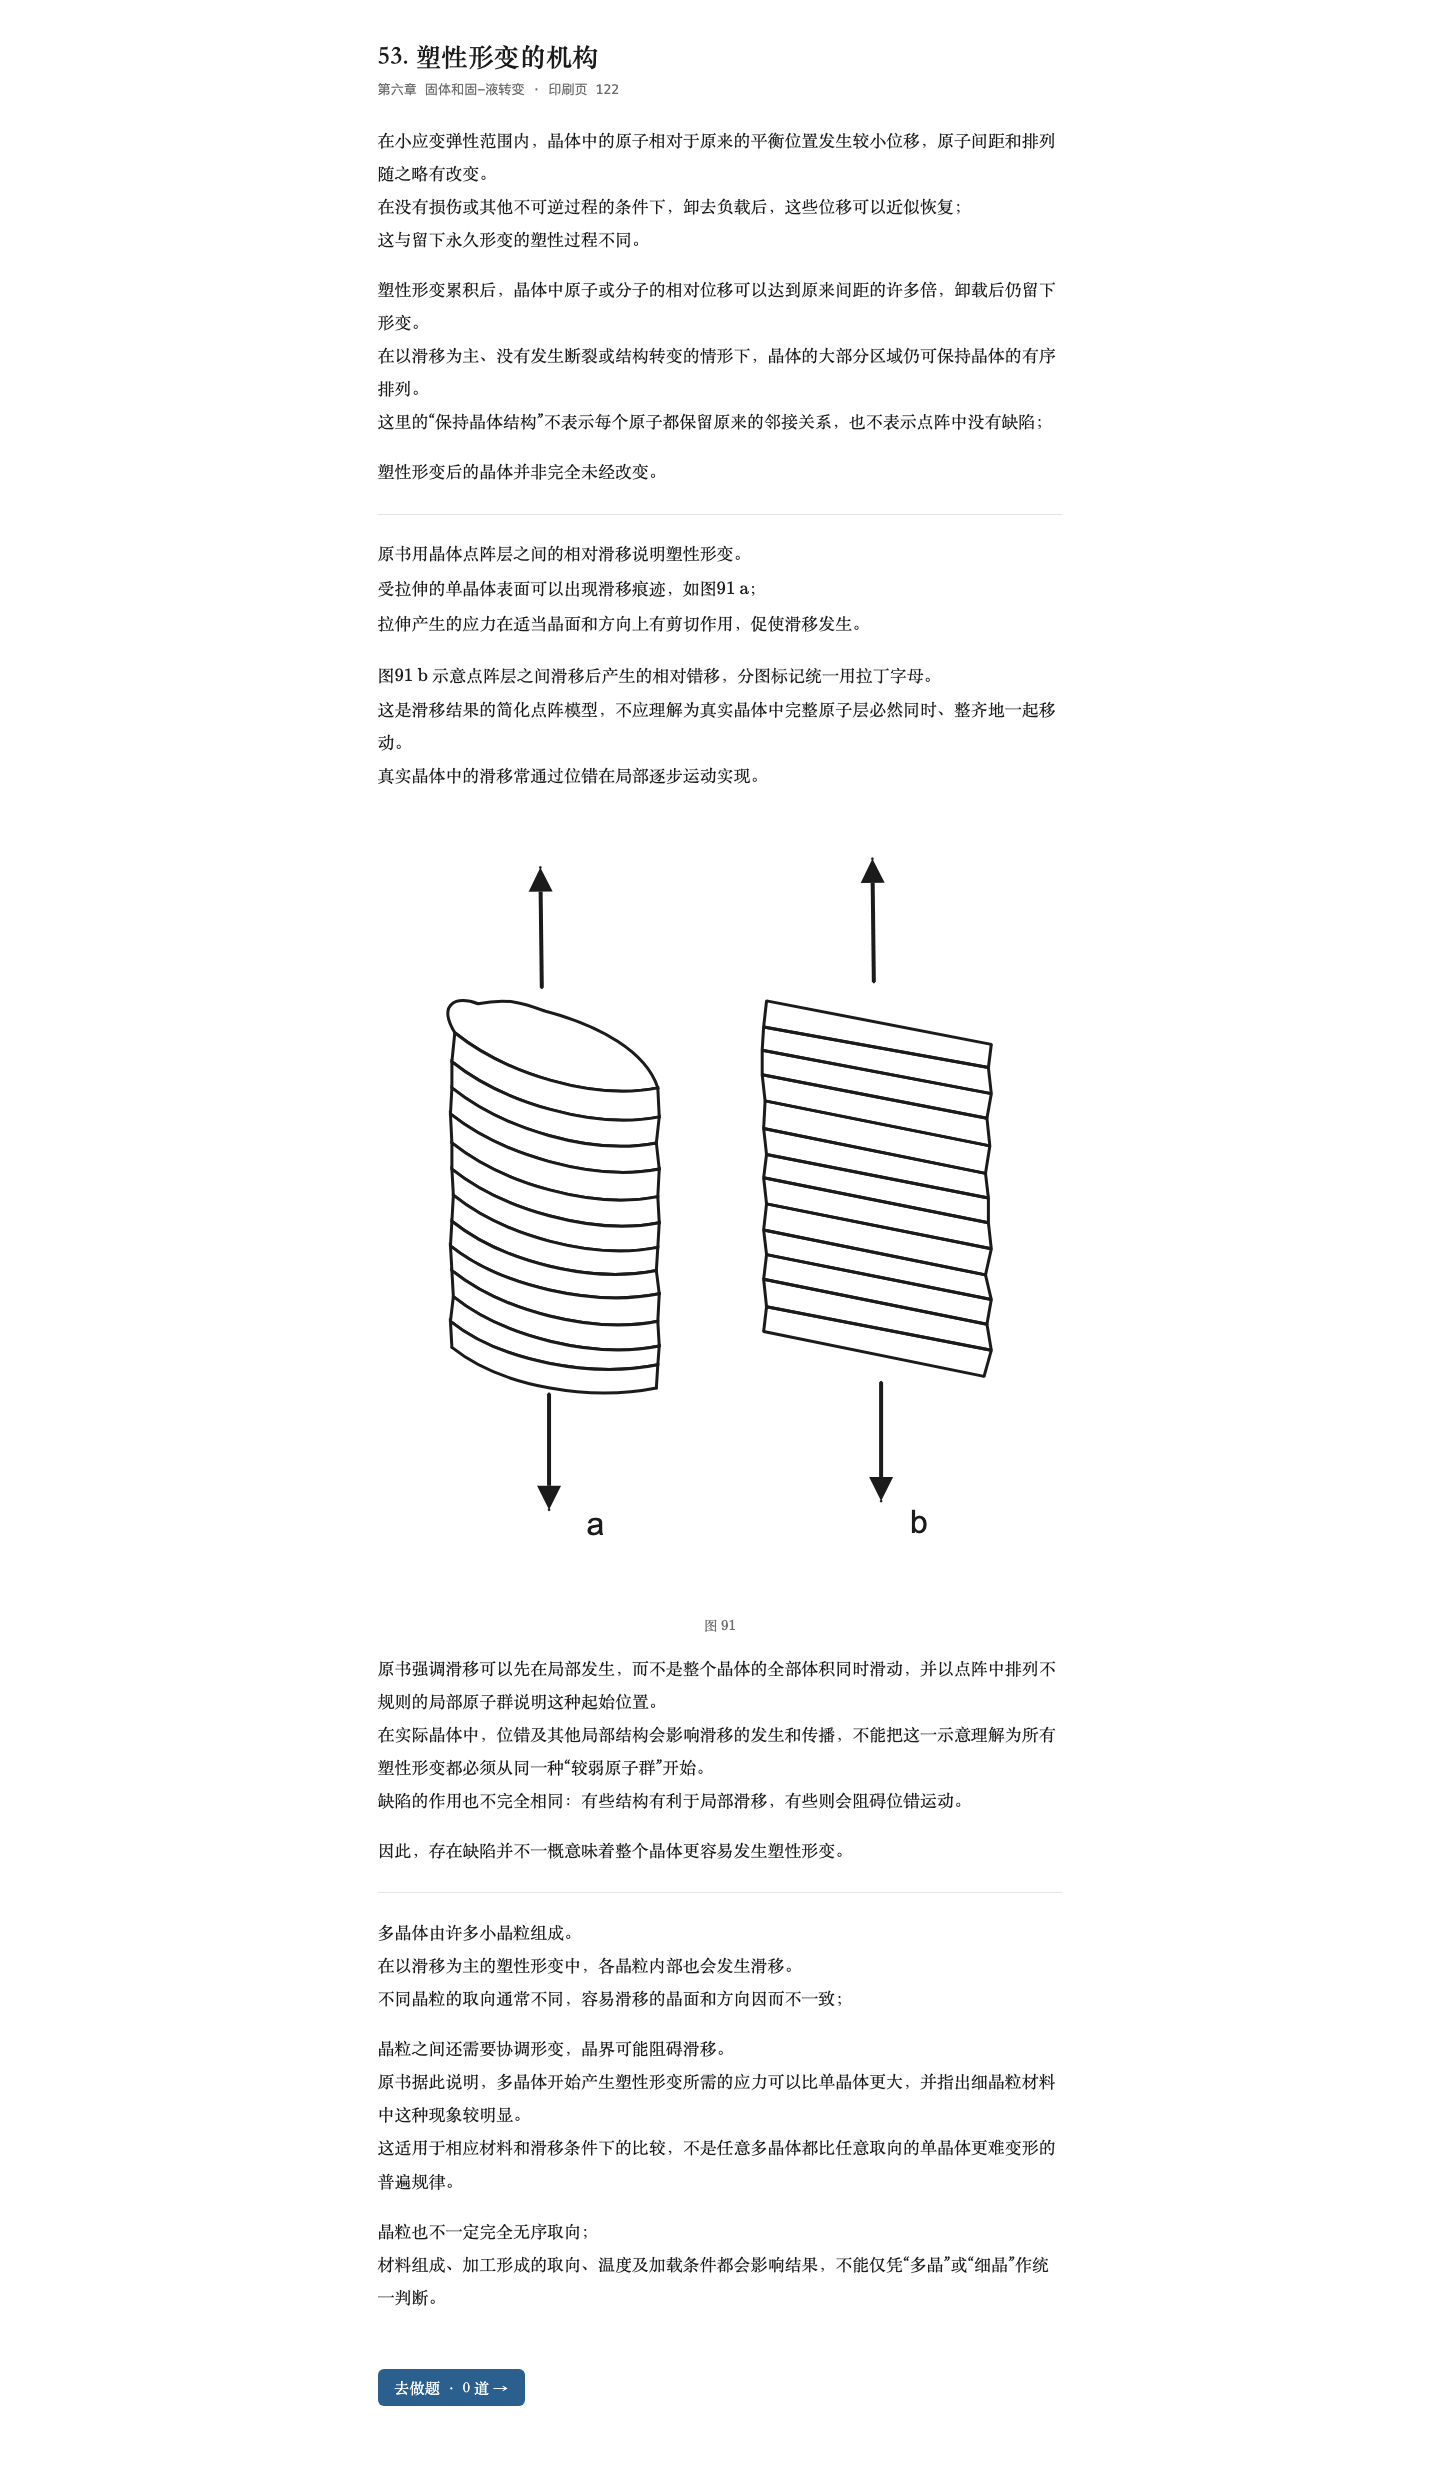 53. 塑性形变的机构
第六章 固体和固—液转变 · 印刷页 122
在小应变弹性范围内，晶体中的原子相对于原来的平衡位置发生较小位移，原子间距和排列
随之略有改变。
在没有损伤或其他不可逆过程的条件下，卸去负载后，这些位移可以近似恢复；
这与留下永久形变的塑性过程不同。
塑性形变累积后，晶体中原子或分子的相对位移可以达到原来间距的许多倍，卸载后仍留下
形变。
在以滑移为主、没有发生断裂或结构转变的情形下，晶体的大部分区域仍可保持晶体的有序
排列。
这里的“保持晶体结构”不表示每个原子都保留原来的邻接关系，也不表示点阵中没有缺陷；
塑性形变后的晶体并非完全未经改变。
原书用晶体点阵层之间的相对滑移说明塑性形变。
受拉伸的单晶体表面可以出现滑移痕迹，如图91 a；
拉伸产生的应力在适当晶面和方向上有剪切作用，促使滑移发生。
图91 b 示意点阵层之间滑移后产生的相对错移，分图标记统一用拉丁字母。
这是滑移结果的简化点阵模型，不应理解为真实晶体中完整原子层必然同时、整齐地一起移
动。
真实晶体中的滑移常通过位错在局部逐步运动实现。
a
b
图 91
原书强调滑移可以先在局部发生，而不是整个晶体的全部体积同时滑动，并以点阵中排列不
规则的局部原子群说明这种起始位置。
在实际晶体中，位错及其他局部结构会影响滑移的发生和传播，不能把这一示意理解为所有
塑性形变都必须从同一种“较弱原子群”开始。
缺陷的作用也不完全相同：有些结构有利于局部滑移，有些则会阻碍位错运动。
因此，存在缺陷并不一概意味着整个晶体更容易发生塑性形变。
多晶体由许多小晶粒组成。
在以滑移为主的塑性形变中，各晶粒内部也会发生滑移。
不同晶粒的取向通常不同，容易滑移的晶面和方向因而不一致；
晶粒之间还需要协调形变，晶界可能阻碍滑移。
原书据此说明，多晶体开始产生塑性形变所需的应力可以比单晶体更大，并指出细晶粒材料
中这种现象较明显。
这适用于相应材料和滑移条件下的比较，不是任意多晶体都比任意取向的单晶体更难变形的
普遍规律。
晶粒也不一定完全无序取向；
材料组成、加工形成的取向、温度及加载条件都会影响结果，不能仅凭“多晶”或“细晶”作统
一判断。
去做题 · 0 道 →